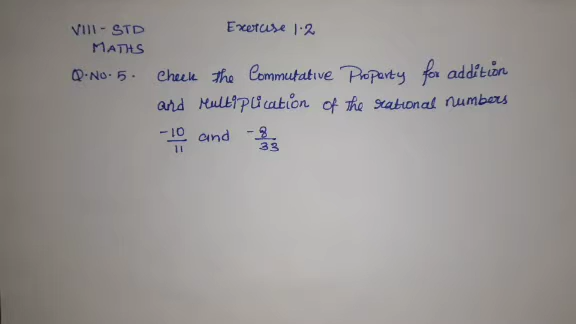 VIII - STD Exercise 1.2
MATHS
Q.No. 5. Check the Commutative Property for addition
and Multiplication of the rational numbers
-10/11 and -8/33